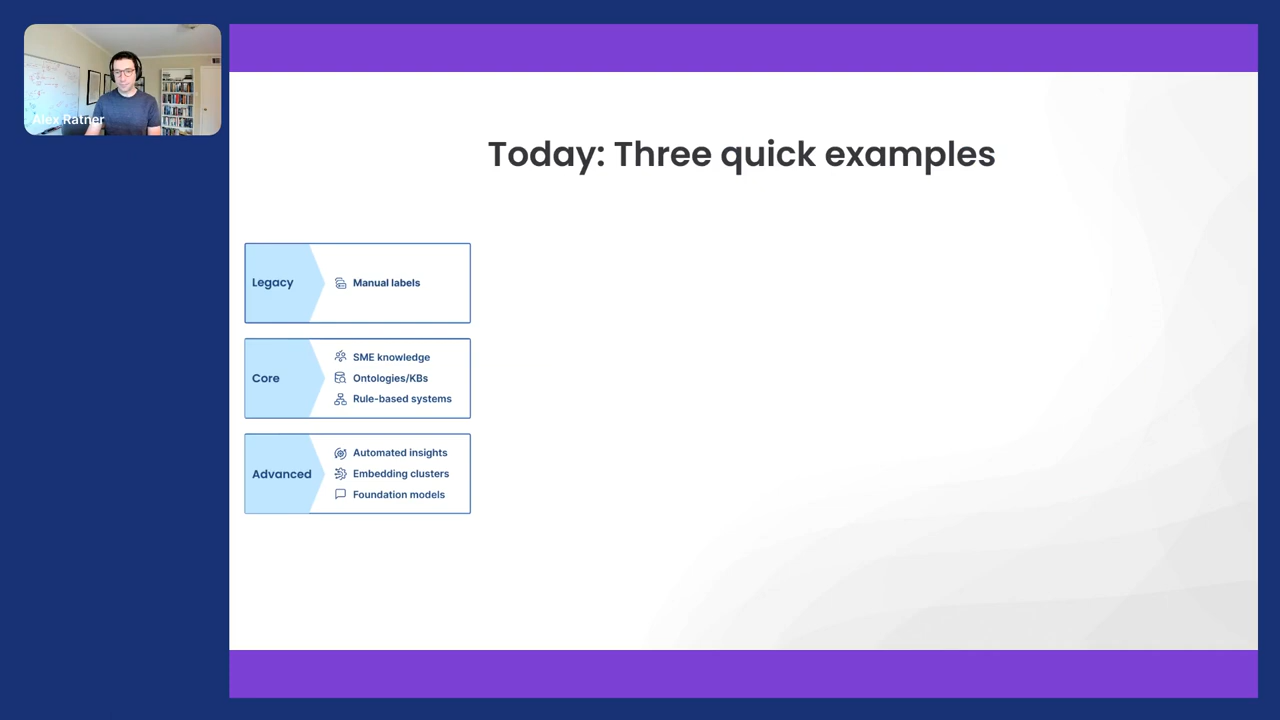 Alex Ratner
Today: Three quick examples
Legacy
Manual labels
Core
SME knowledge
Ontologies/KBs
Rule-based systems
Advanced
Automated insights
Embedding clusters
Foundation models